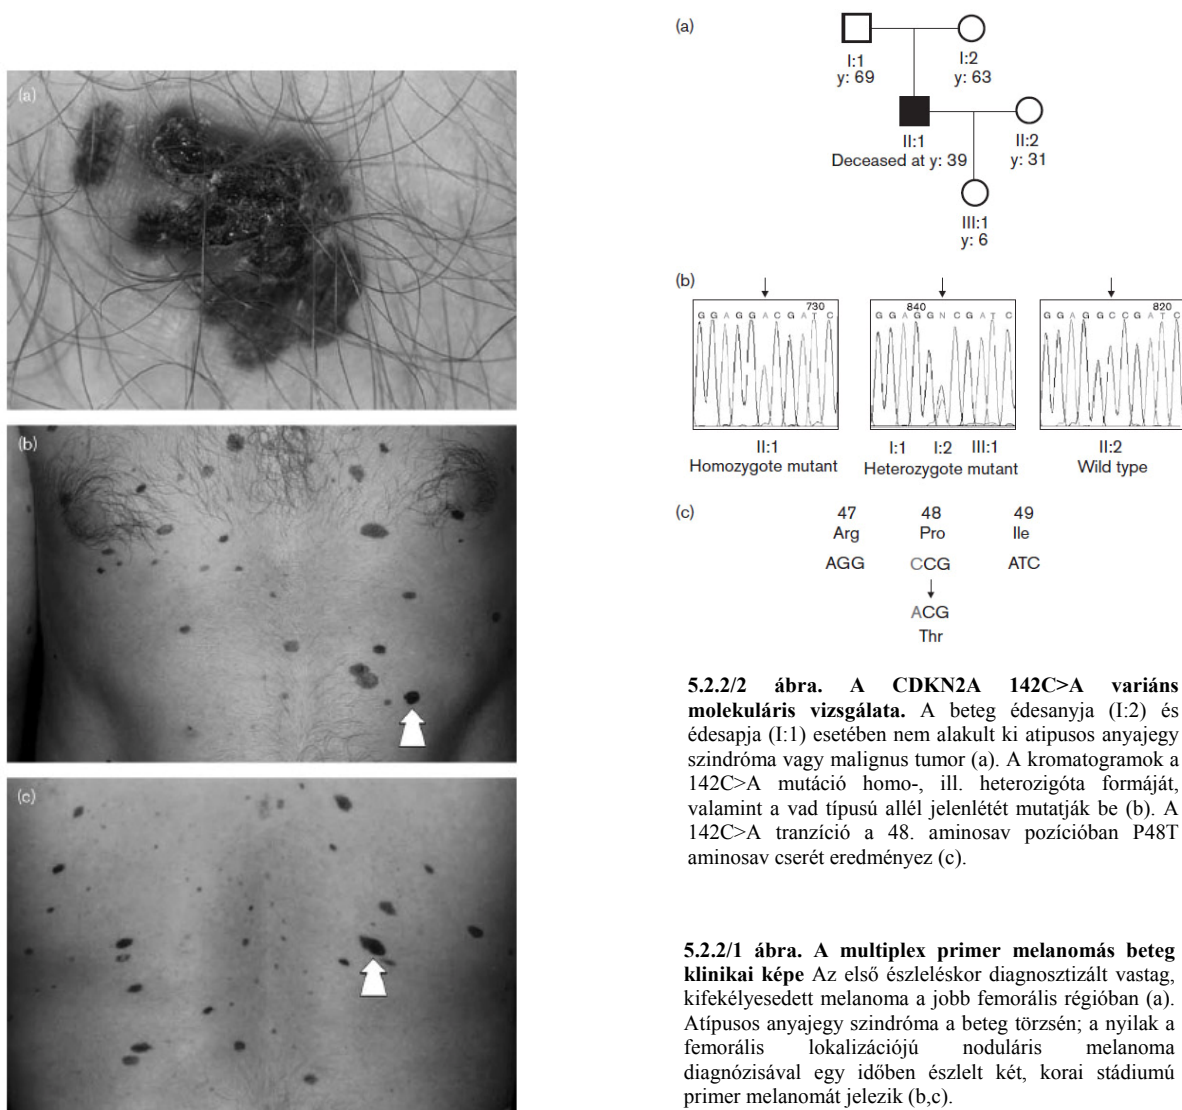 (a)
(b)
(c)
(a)
I:1
y: 69
I:2
y: 63
II:1
Deceased at y: 39
II:2
y: 31
III:1
y: 6
(b)
730
G G A G G A C G A T C
II:1
Homozygote mutant
840
G G A G G N C G A T C
I:1 I:2 III:1
Heterozygote mutant
820
G G A G G C C G A T C
II:2
Wild type
(c)
47 48 49
Arg Pro Ile
AGG CCG ATC
ACG
Thr
5.2.2/2 ábra. A CDKN2A 142C>A variáns
molekuláris vizsgálata. A beteg édesanyja (I:2) és
édesapja (I:1) esetében nem alakult ki atipusos anyajegy
szindróma vagy malignus tumor (a). A kromatogramok a
142C>A mutáció homo-, ill. heterozigóta formáját,
valamint a vad típusú allél jelenlétét mutatják be (b). A
142C>A tranzíció a 48. aminosav pozícióban P48T
aminosav cserét eredményez (c).
5.2.2/1 ábra. A multiplex primer melanomás beteg
klinikai képe Az első észleléskor diagnosztizált vastag,
kifekélyesedett melanoma a jobb femorális régióban (a).
Atípusos anyajegy szindróma a beteg törzsén; a nyilak a
femorális lokalizációjú noduláris melanoma
diagnózisával egy időben észlelt két, korai stádiumú
primer melanomát jelezik (b,c).